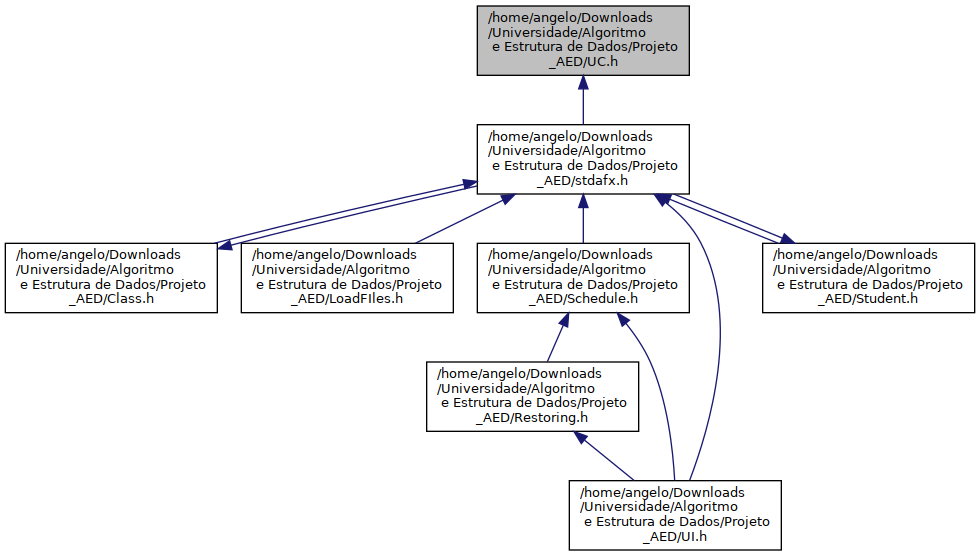 /home/angelo/Downloads
/Universidade/Algoritmo
e Estrutura de Dados/Projeto
_AED/UC.h
/home/angelo/Downloads
/Universidade/Algoritmo
e Estrutura de Dados/Projeto
_AED/stdafx.h
/home/angelo/Downloads
/Universidade/Algoritmo
e Estrutura de Dados/Projeto
_AED/Class.h
/home/angelo/Downloads
/Universidade/Algoritmo
e Estrutura de Dados/Projeto
_AED/LoadFIles.h
/home/angelo/Downloads
/Universidade/Algoritmo
e Estrutura de Dados/Projeto
_AED/Schedule.h
/home/angelo/Downloads
/Universidade/Algoritmo
e Estrutura de Dados/Projeto
_AED/Student.h
/home/angelo/Downloads
/Universidade/Algoritmo
e Estrutura de Dados/Projeto
_AED/Restoring.h
/home/angelo/Downloads
/Universidade/Algoritmo
e Estrutura de Dados/Projeto
_AED/UI.h